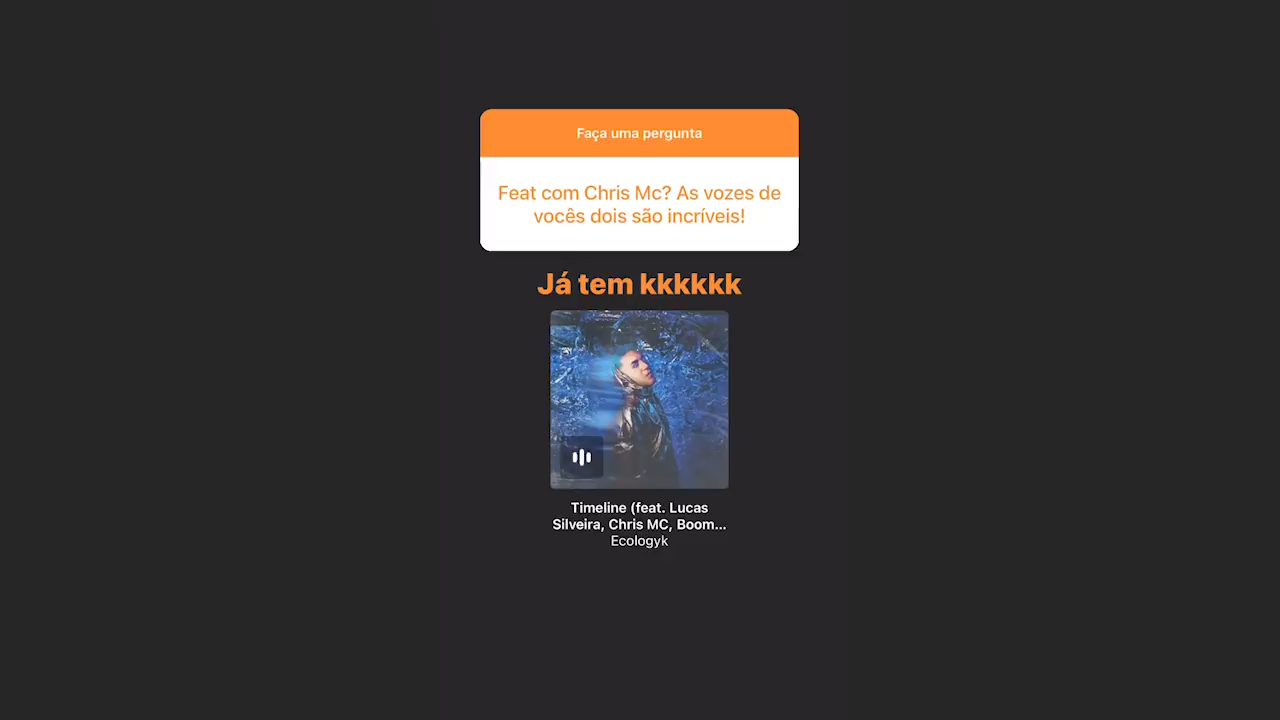 Faça uma pergunta
Feat com Chris Mc? As vozes de
vocês dois são incríveis!
Já tem kkkkkk
Timeline (feat. Lucas
Silveira, Chris MC, Boom...
Ecologyk